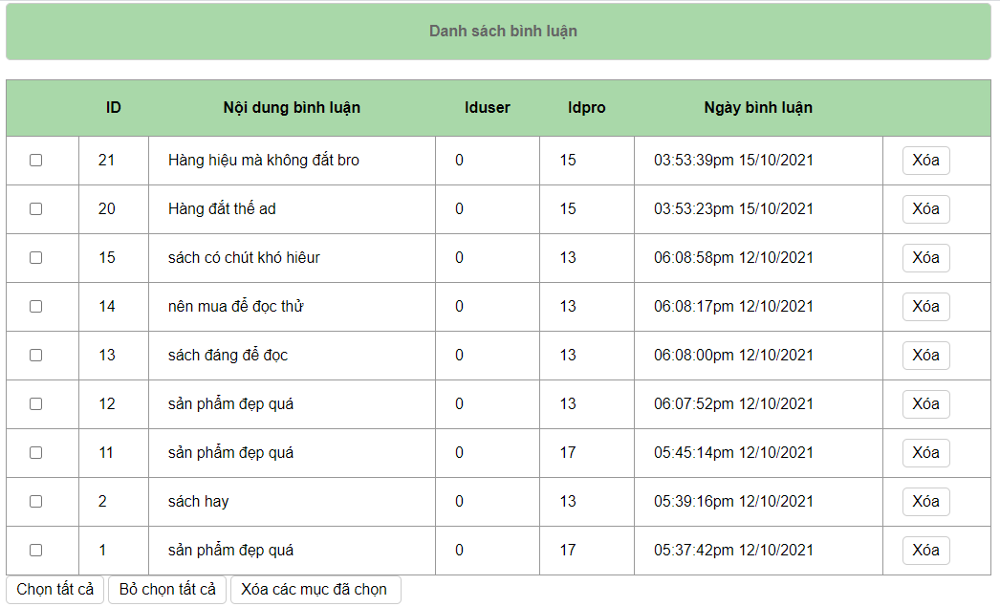 Danh sách bình luận
ID Nội dung bình luận Iduser Idpro Ngày bình luận
21 Hàng hiệu mà không đắt bro 0 15 03:53:39pm 15/10/2021 Xóa
20 Hàng đắt thế ad 0 15 03:53:23pm 15/10/2021 Xóa
15 sách có chút khó hiêur 0 13 06:08:58pm 12/10/2021 Xóa
14 nên mua để đọc thử 0 13 06:08:17pm 12/10/2021 Xóa
13 sách đáng để đọc 0 13 06:08:00pm 12/10/2021 Xóa
12 sản phẩm đẹp quá 0 13 06:07:52pm 12/10/2021 Xóa
11 sản phẩm đẹp quá 0 17 05:45:14pm 12/10/2021 Xóa
2 sách hay 0 13 05:39:16pm 12/10/2021 Xóa
1 sản phẩm đẹp quá 0 17 05:37:42pm 12/10/2021 Xóa
Chọn tất cả Bỏ chọn tất cả Xóa các mục đã chọn